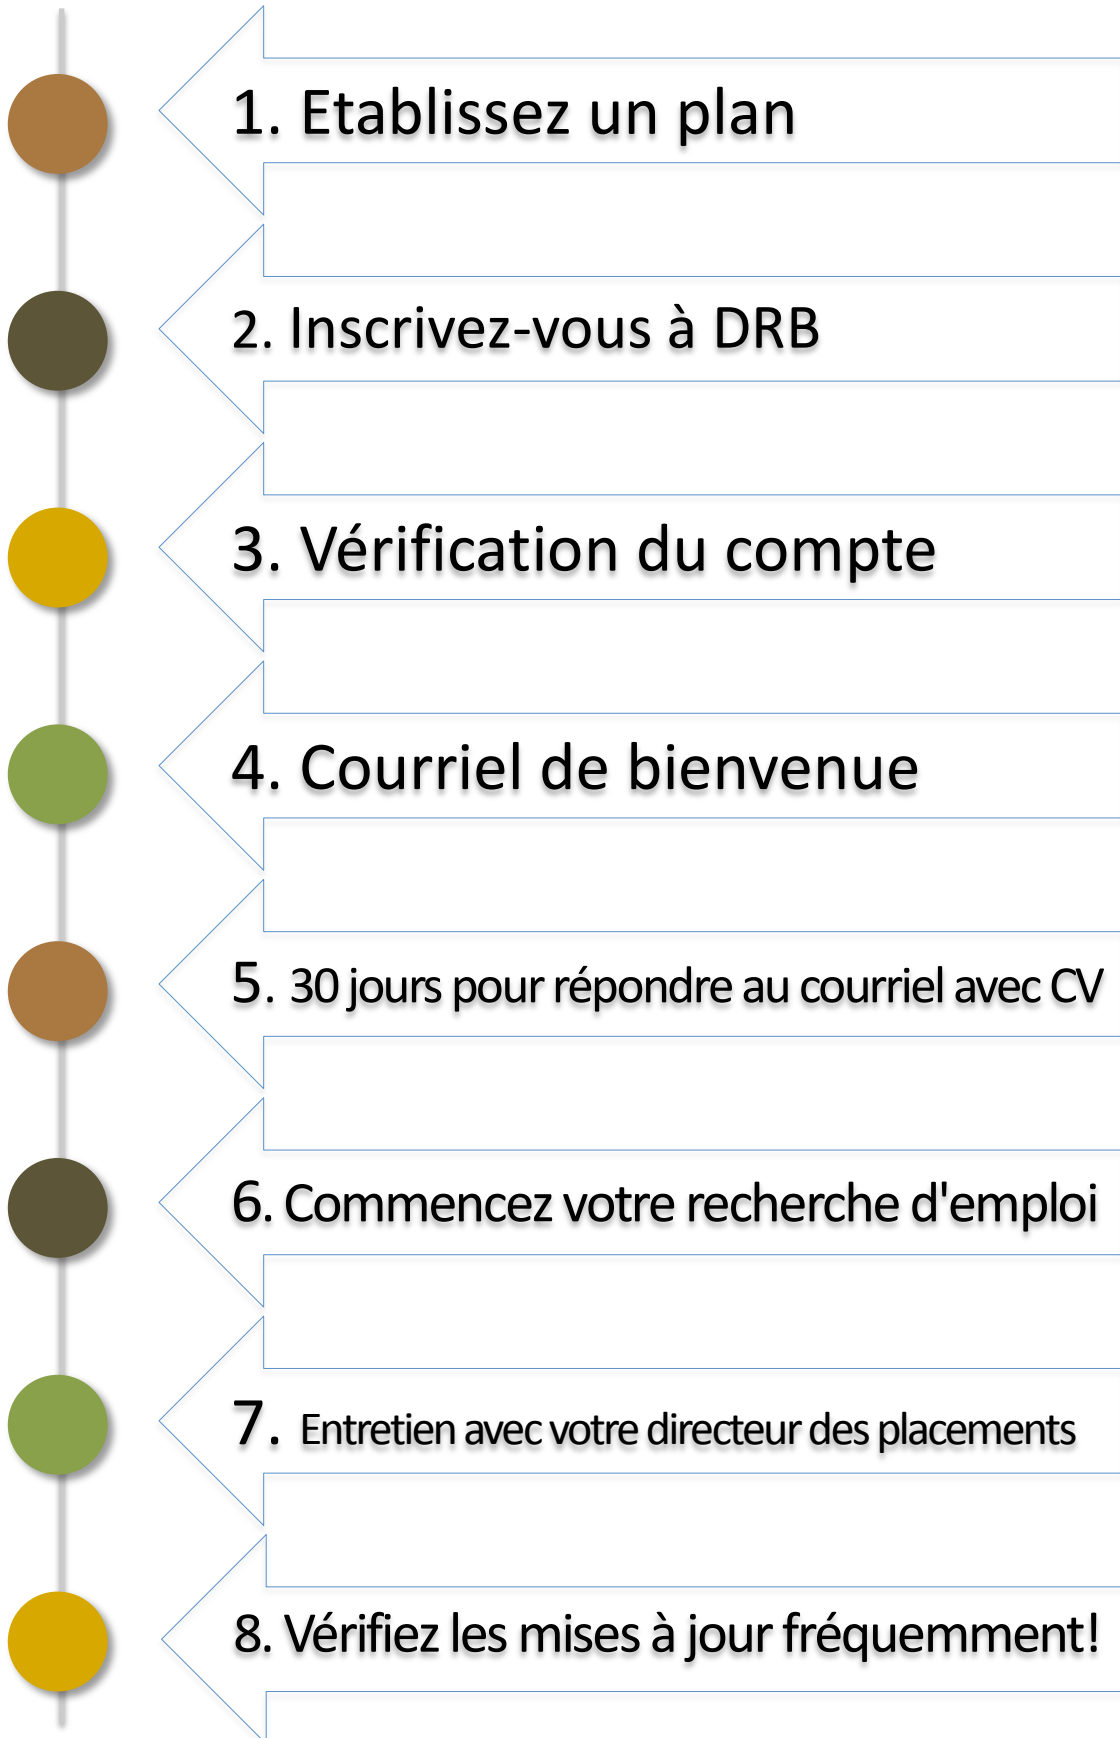 1. Etablissez un plan
2. Inscrivez-vous à DRB
3. Vérification du compte
4. Courriel de bienvenue
5. 30 jours pour répondre au courriel avec CV
6. Commencez votre recherche d'emploi
7. Entretien avec votre directeur des placements
8. Vérifiez les mises à jour fréquemment!